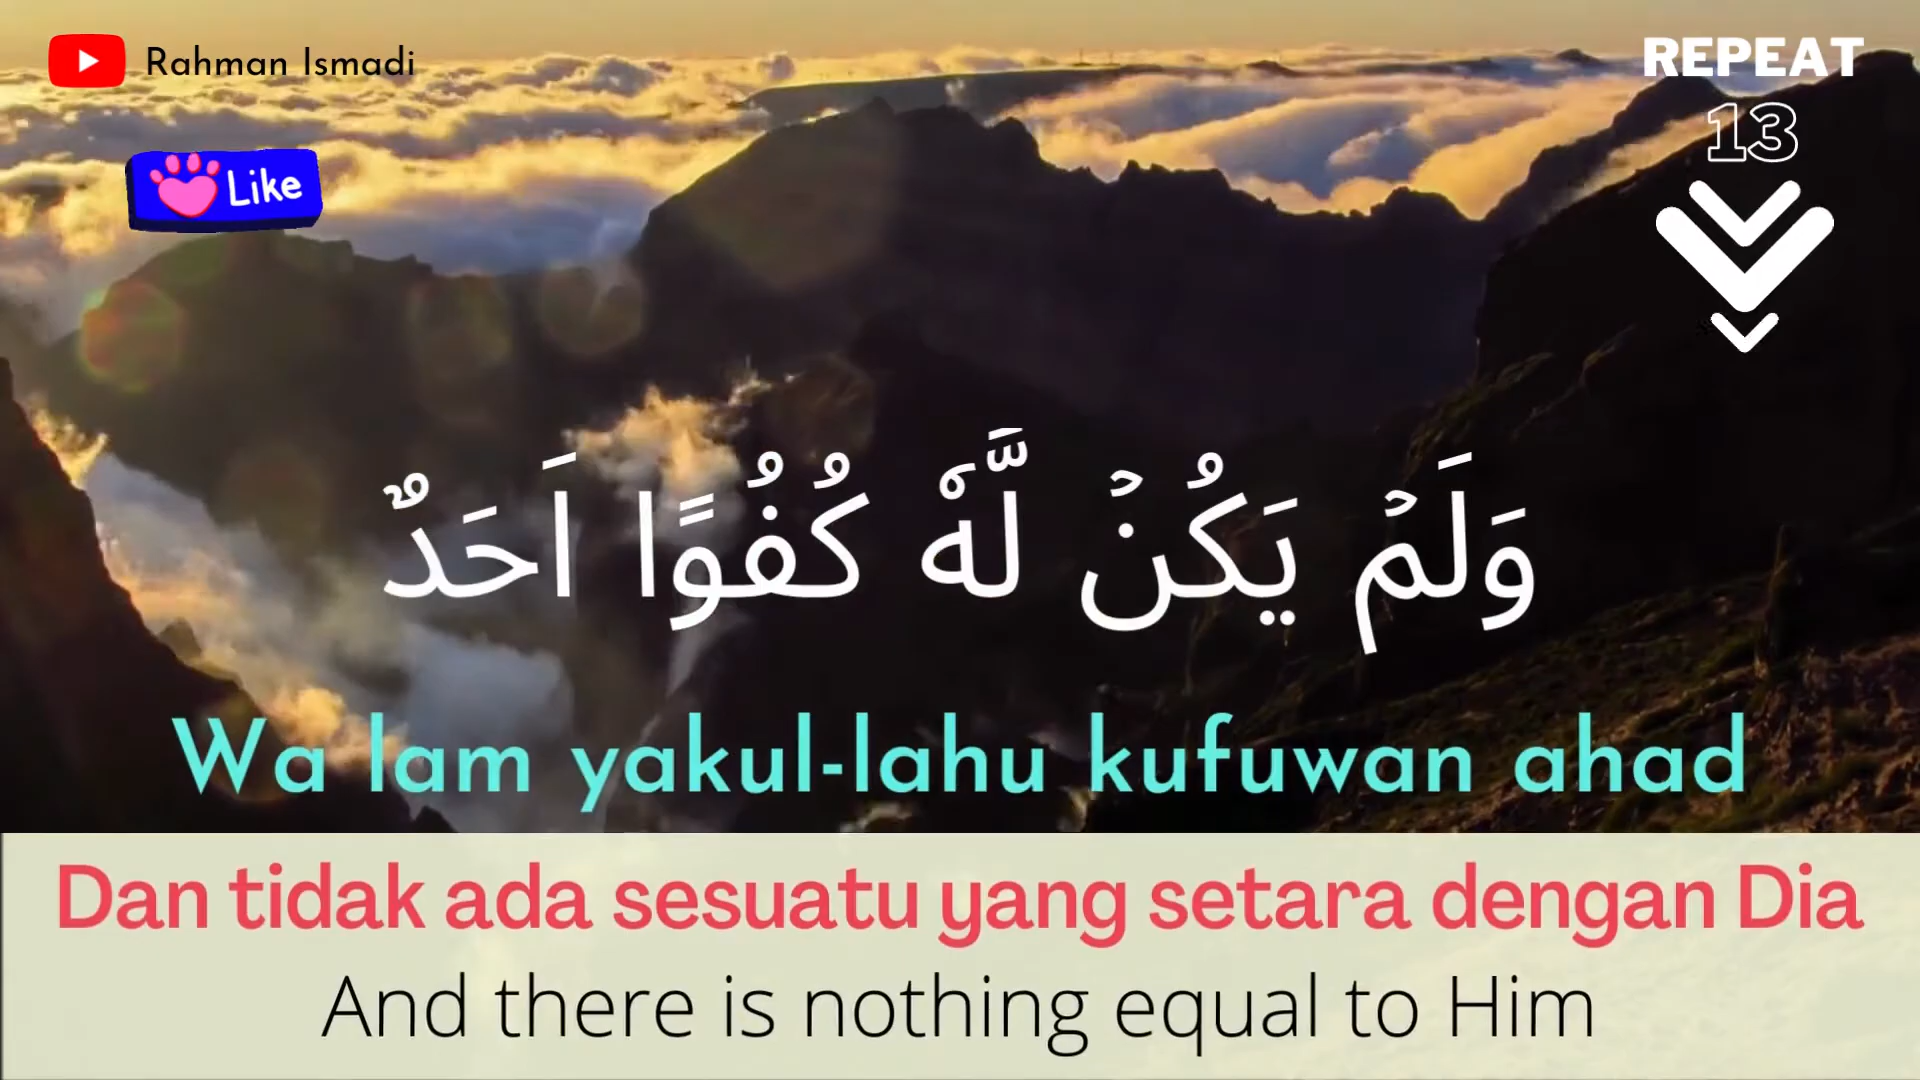 Rahman Ismadi
REPEAT
13
Like
وَلَمۡ يَكُنۡ لَّهٗ كُفُوًا اَحَدٌ
Wa lam yakul-lahu kufuwan ahad
Dan tidak ada sesuatu yang setara dengan Dia
And there is nothing equal to Him